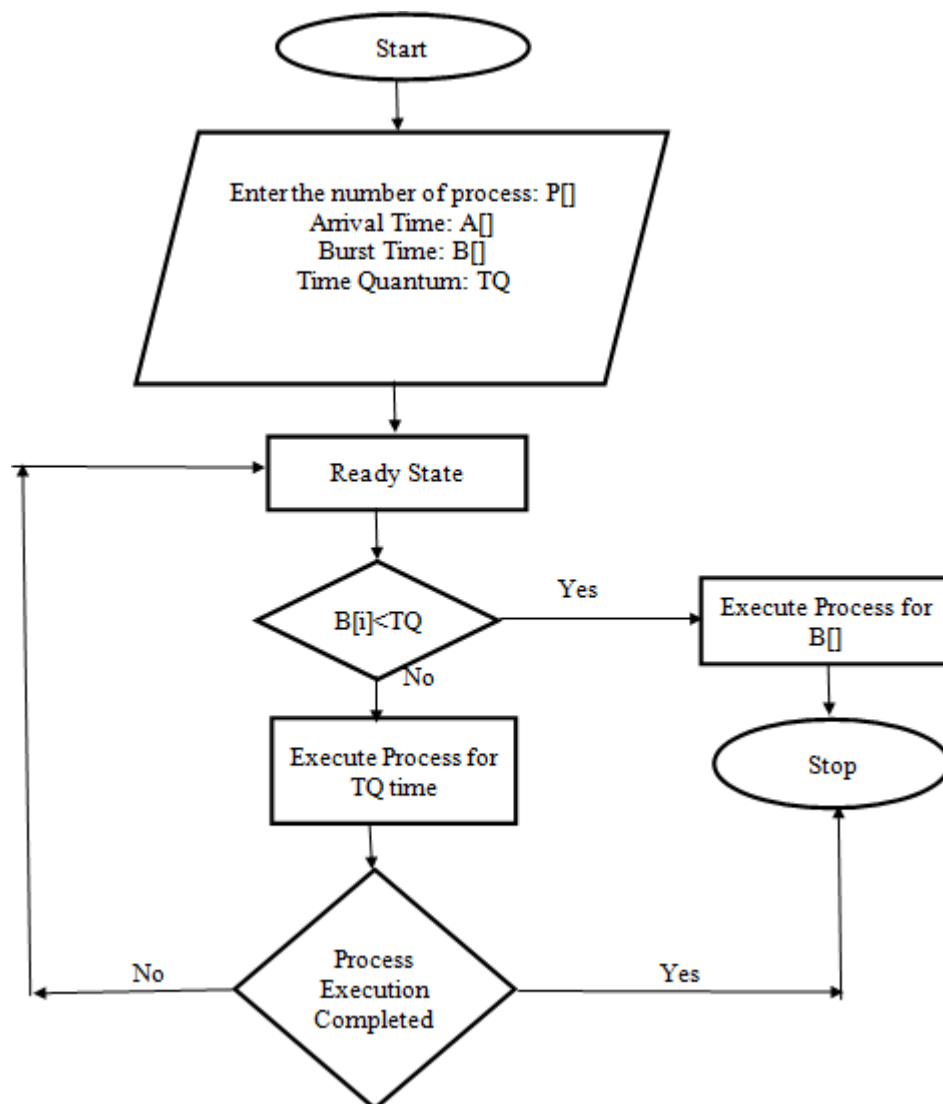 Start
Enter the number of process: P[]
Arrival Time: A[]
Burst Time: B[]
Time Quantum: TQ
Ready State
B[i]<TQ
Yes
Execute Process for
B[]
No
Execute Process for
TQ time
Stop
Process
Execution
Completed
No
Yes